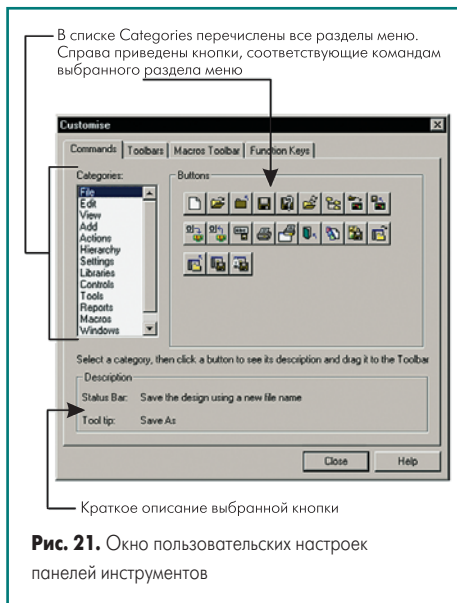 В списке Categories перечислены все разделы меню.
Справа приведены кнопки, соответствующие командам
выбранного раздела меню
Customise
Commands Toolbars Macros Toolbar Function Keys
Categories: Buttons
File
Edit
View
Add
Actions
Hierarchy
Settings
Libraries
Controls
Tools
Reports
Macros
Windows
Select a category, then click a button to see its description and drag it to the Toolbar
Description
Status Bar: Save the design using a new file name
Tool tip: Save As
Close Help
Краткое описание выбранной кнопки
Рис. 21. Окно пользовательских настроек
панелей инструментов